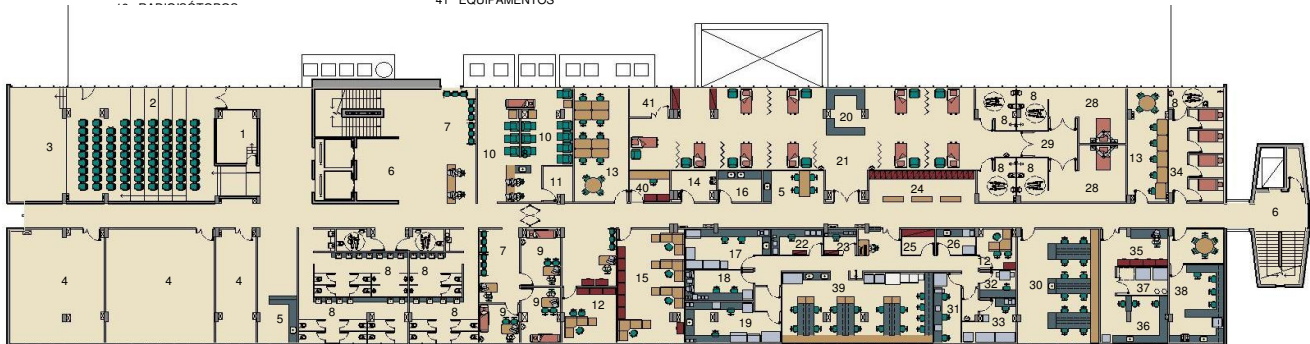 RADIOISÓTOPOS
41 EQUIPAMENTOS
2 1 7 41 8 8 28
3 10 10 20 8 29 13
6 11 13 21 8 8 34
40 14 16 5 24 28
6
7 9 17 22 23 25 26 12 35
4 4 4 8 8 18 39 32 30 37 38
5 9 12 15 31
8 8 9 19 33 36